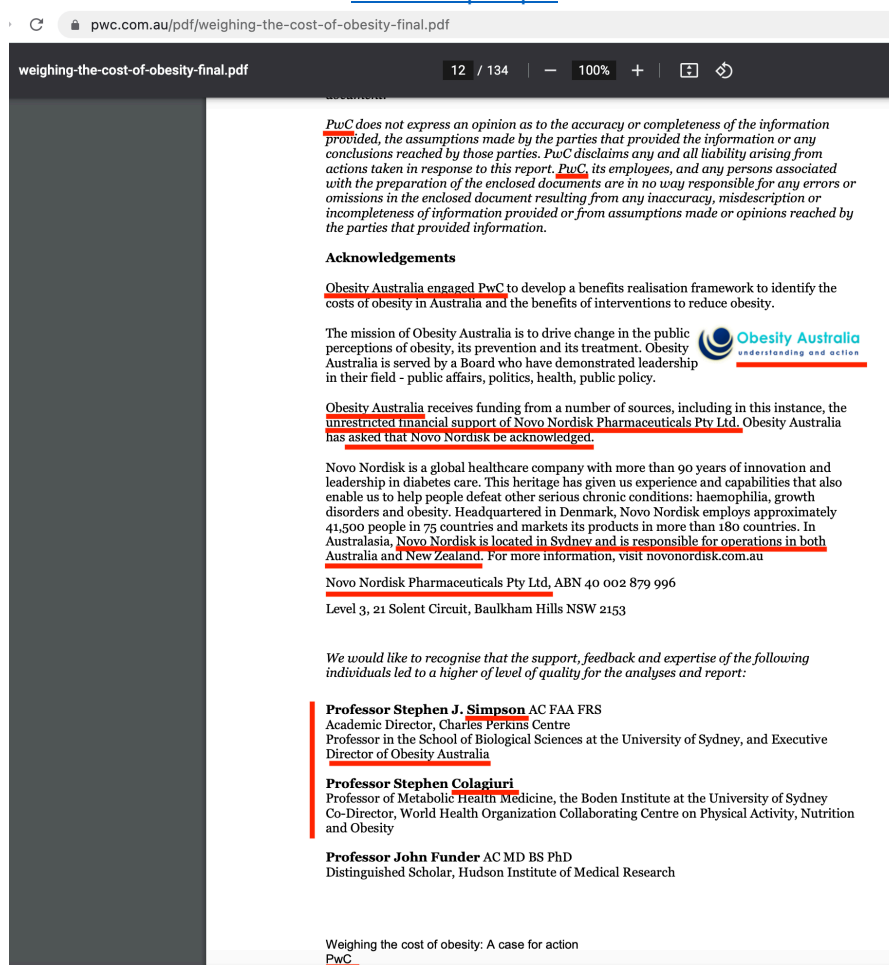 pwc.com.au/pdf/weighing-the-cost-of-obesity-final.pdf
weighing-the-cost-of-obesity-final.pdf
12 / 134
100%
PwC does not express an opinion as to the accuracy or completeness of the information
provided, the assumptions made by the parties that provided the information or any
conclusions reached by those parties. PwC disclaims any and all liability arising from
actions taken in response to this report. PwC, its employees, and any persons associated
with the preparation of the enclosed documents are in no way responsible for any errors or
omissions in the enclosed document resulting from any inaccuracy, misdescription or
incompleteness of information provided or from assumptions made or opinions reached by
the parties that provided information.
Acknowledgements
Obesity Australia engaged PwC to develop a benefits realisation framework to identify the
costs of obesity in Australia and the benefits of interventions to reduce obesity.
The mission of Obesity Australia is to drive change in the public
perceptions of obesity, its prevention and its treatment. Obesity
Australia is served by a Board who have demonstrated leadership
in their field - public affairs, politics, health, public policy.
Obesity Australia
understanding and action
Obesity Australia receives funding from a number of sources, including in this instance, the
unrestricted financial support of Novo Nordisk Pharmaceuticals Pty Ltd. Obesity Australia
has asked that Novo Nordisk be acknowledged.
Novo Nordisk is a global healthcare company with more than 90 years of innovation and
leadership in diabetes care. This heritage has given us experience and capabilities that also
enable us to help people defeat other serious chronic conditions: haemophilia, growth
disorders and obesity. Headquartered in Denmark, Novo Nordisk employs approximately
41,500 people in 75 countries and markets its products in more than 180 countries. In
Australasia, Novo Nordisk is located in Sydney and is responsible for operations in both
Australia and New Zealand. For more information, visit novonordisk.com.au
Novo Nordisk Pharmaceuticals Pty Ltd, ABN 40 002 879 996
Level 3, 21 Solent Circuit, Baulkham Hills NSW 2153
We would like to recognise that the support, feedback and expertise of the following
individuals led to a higher of level of quality for the analyses and report:
Professor Stephen J. Simpson AC FAA FRS
Academic Director, Charles Perkins Centre
Professor in the School of Biological Sciences at the University of Sydney, and Executive
Director of Obesity Australia
Professor Stephen Colagiuri
Professor of Metabolic Health Medicine, the Boden Institute at the University of Sydney
Co-Director, World Health Organization Collaborating Centre on Physical Activity, Nutrition
and Obesity
Professor John Funder AC MD BS PhD
Distinguished Scholar, Hudson Institute of Medical Research
Weighing the cost of obesity: A case for action
PwC